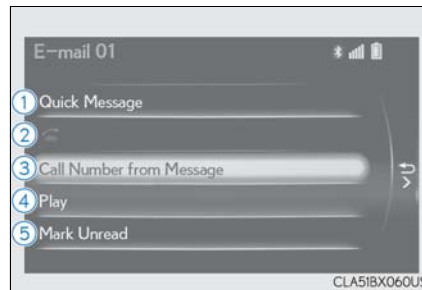 E-mail 01
1 Quick Message
2
3 Call Number from Message
4 Play
5 Mark Unread
CLA51BX060US